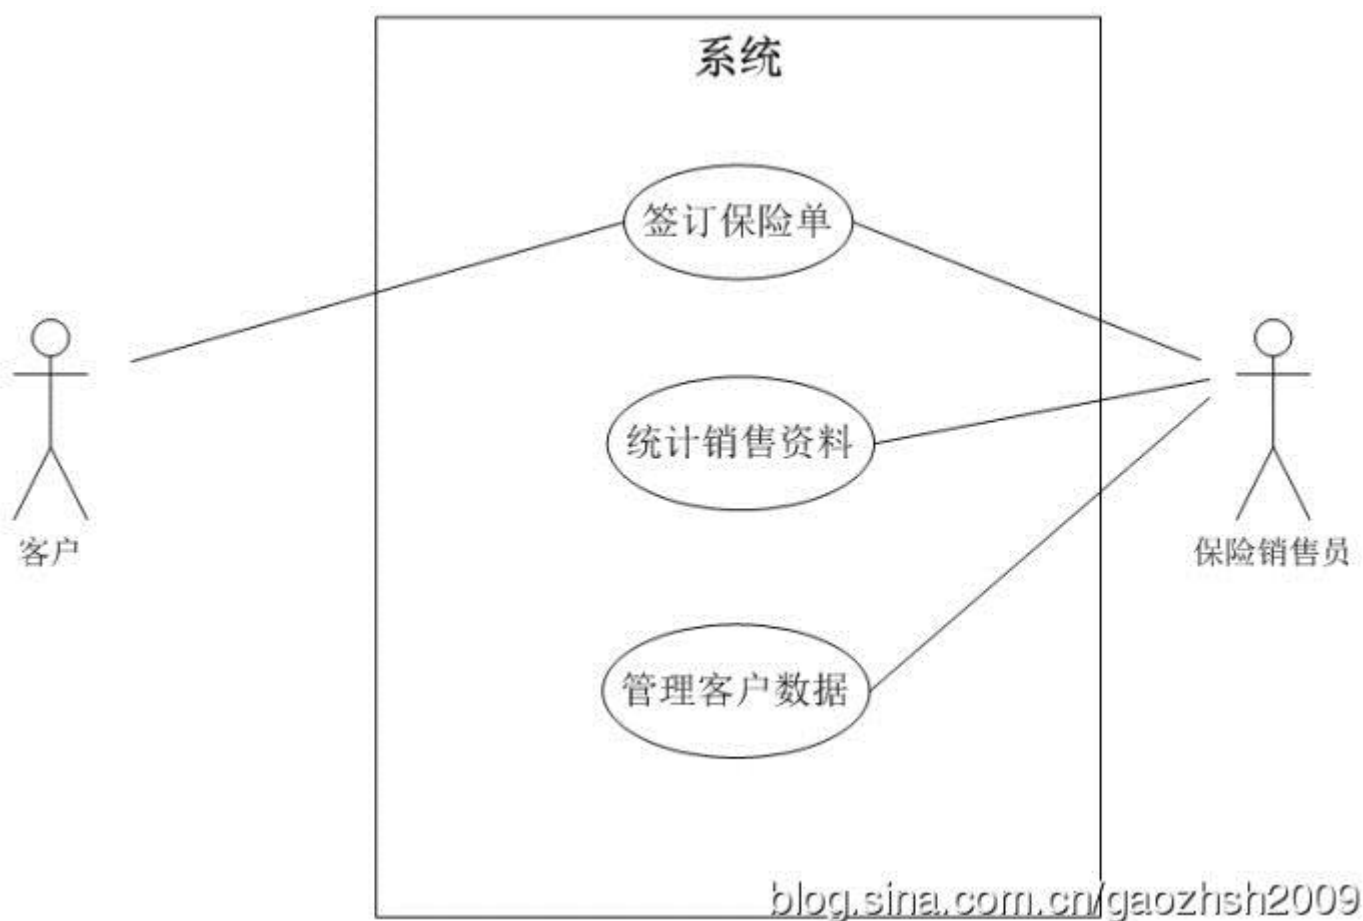 系统
签订保险单
统计销售资料
客户
保险销售员
管理客户数据
blog.sina.com.cn/gaozhsh2009